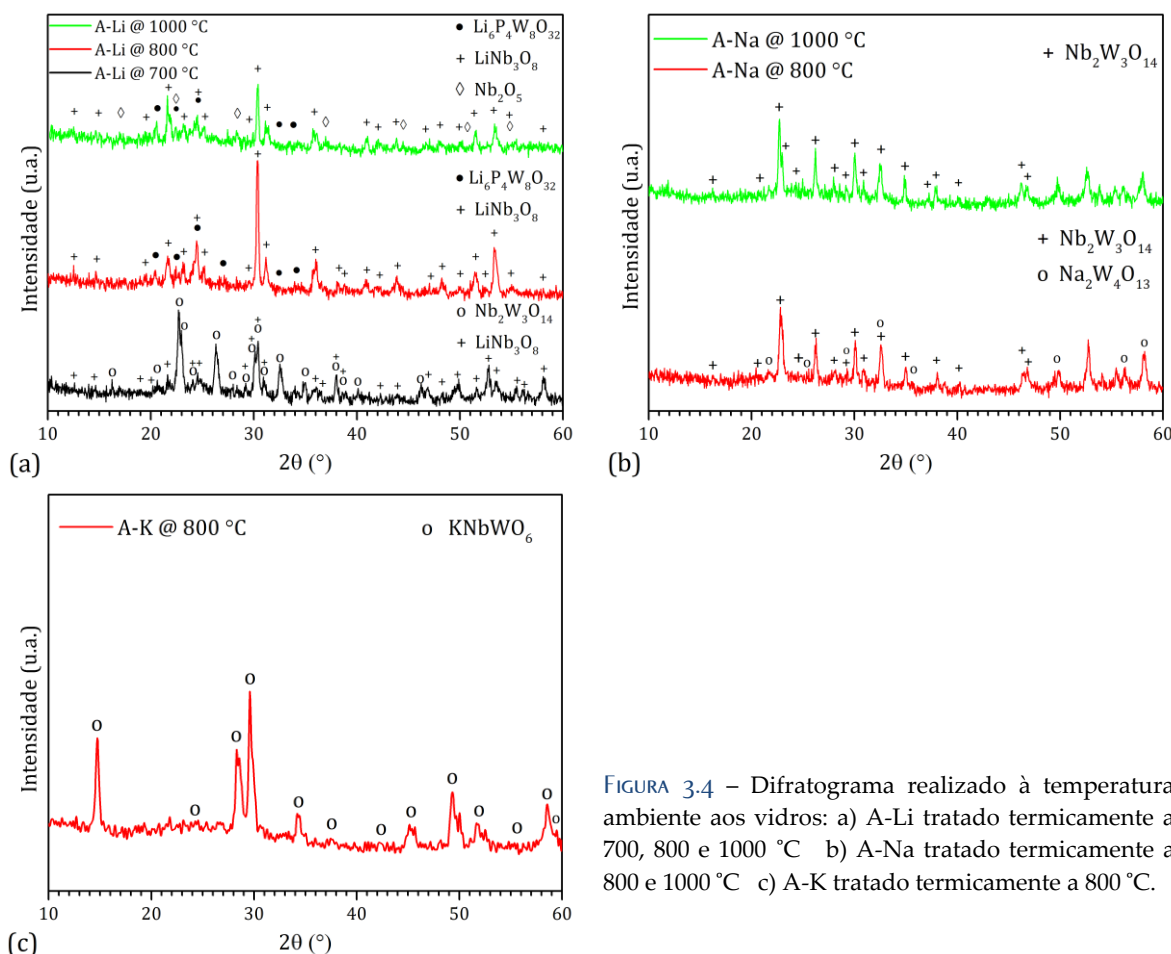 A-Li @ 1000 °C
A-Li @ 800 °C
A-Li @ 700 °C
● Li₆P₄W₈O₃₂
+ LiNb₃O₈
◊ Nb₂O₅
● Li₆P₄W₈O₃₂
+ LiNb₃O₈
o Nb₂W₃O₁₄
+ LiNb₃O₈
Intensidade (u.a.)
10 20 30 40 50 60
2θ (°)
(a)
A-Na @ 1000 °C
A-Na @ 800 °C
+ Nb₂W₃O₁₄
+ Nb₂W₃O₁₄
o Na₂W₄O₁₃
Intensidade (u.a.)
10 20 30 40 50 60
2θ (°)
(b)
A-K @ 800 °C
o KNbWO₆
Intensidade (u.a.)
10 20 30 40 50 60
2θ (°)
(c)
FIGURA 3.4 – Difratograma realizado à temperatura
ambiente aos vidros: a) A-Li tratado termicamente a
700, 800 e 1000 °C b) A-Na tratado termicamente a
800 e 1000 °C c) A-K tratado termicamente a 800 °C.